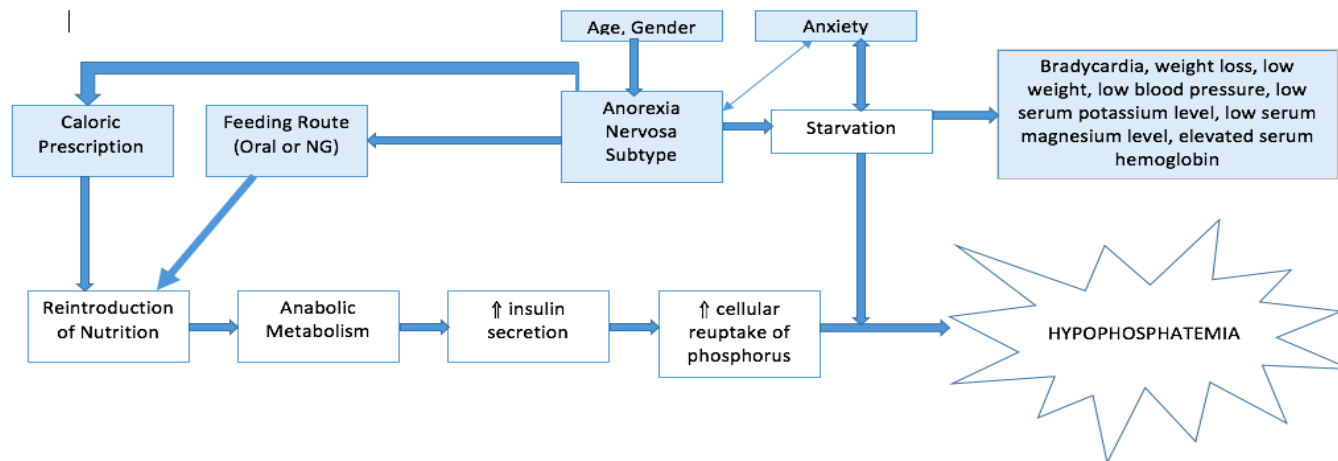 Age, Gender
Anxiety
Bradycardia, weight loss, low
weight, low blood pressure, low
serum potassium level, low serum
magnesium level, elevated serum
hemoglobin
Caloric
Prescription
Feeding Route
(Oral or NG)
Anorexia
Nervosa
Subtype
Starvation
Reintroduction
of Nutrition
Anabolic
Metabolism
⇑ insulin
secretion
⇑ cellular
reuptake of
phosphorus
HYPOPHOSPHATEMIA